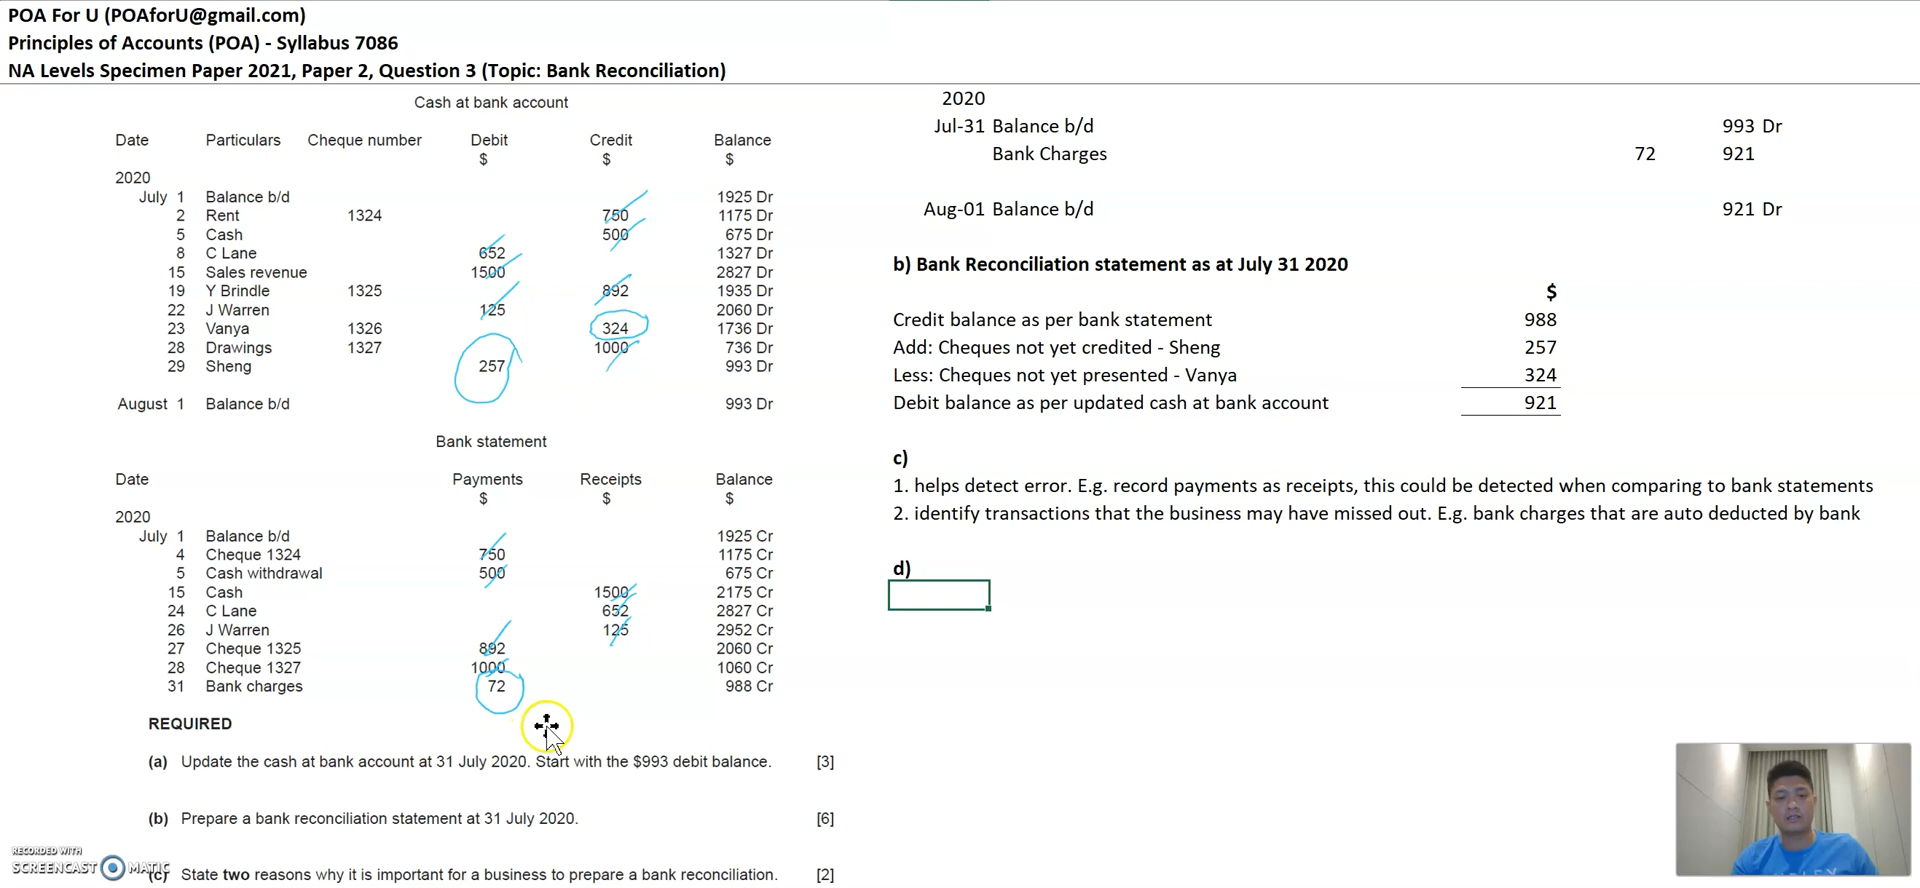 POA For U (POAforU@gmail.com)
Principles of Accounts (POA) - Syllabus 7086
NA Levels Specimen Paper 2021, Paper 2, Question 3 (Topic: Bank Reconciliation)
Cash at bank account
Date Particulars Cheque number Debit Credit Balance
$ $ $
2020
July 1 Balance b/d 1925 Dr
2 Rent 1324 750 1175 Dr
5 Cash 500 675 Dr
8 C Lane 652 1327 Dr
15 Sales revenue 1500 2827 Dr
19 Y Brindle 1325 892 1935 Dr
22 J Warren 125 2060 Dr
23 Vanya 1326 324 1736 Dr
28 Drawings 1327 1000 736 Dr
29 Sheng 257 993 Dr
August 1 Balance b/d 993 Dr
Bank statement
Date Payments Receipts Balance
$ $ $
2020
July 1 Balance b/d 1925 Cr
4 Cheque 1324 750 1175 Cr
5 Cash withdrawal 500 675 Cr
15 Cash 1500 2175 Cr
24 C Lane 652 2827 Cr
26 J Warren 125 2952 Cr
27 Cheque 1325 892 2060 Cr
28 Cheque 1327 1000 1060 Cr
31 Bank charges 72 988 Cr
REQUIRED
(a) Update the cash at bank account at 31 July 2020. Start with the $993 debit balance. [3]
(b) Prepare a bank reconciliation statement at 31 July 2020. [6]
(c) State two reasons why it is important for a business to prepare a bank reconciliation. [2]
RECORDED WITH
SCREENCAST MATIC
2020
Jul-31 Balance b/d 993 Dr
Bank Charges 72 921
Aug-01 Balance b/d 921 Dr
b) Bank Reconciliation statement as at July 31 2020
$
Credit balance as per bank statement 988
Add: Cheques not yet credited - Sheng 257
Less: Cheques not yet presented - Vanya 324
Debit balance as per updated cash at bank account 921
c)
1. helps detect error. E.g. record payments as receipts, this could be detected when comparing to bank statements
2. identify transactions that the business may have missed out. E.g. bank charges that are auto deducted by bank
d)